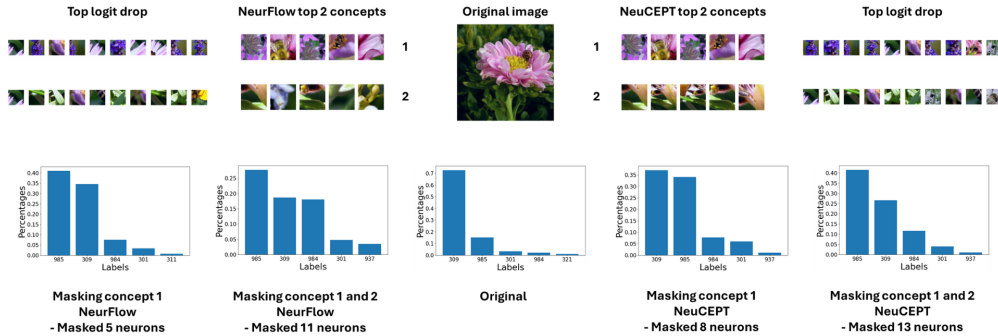 Top logit drop
NeurFlow top 2 concepts
Original image
NeuCEPT top 2 concepts
Top logit drop
1
2
1
2
Percentages
0.40
0.35
0.30
0.25
0.20
0.15
0.10
0.05
0.00
985 309 984 301 311
Labels
Percentages
0.25
0.20
0.15
0.10
0.05
0.00
985 309 984 301 937
Labels
Percentages
0.7
0.6
0.5
0.4
0.3
0.2
0.1
0.0
309 985 301 984 321
Labels
Percentages
0.35
0.30
0.25
0.20
0.15
0.10
0.05
0.00
309 985 984 301 937
Labels
Percentages
0.40
0.35
0.30
0.25
0.20
0.15
0.10
0.05
0.00
985 309 984 301 937
Labels
Masking concept 1
NeurFlow
- Masked 5 neurons
Masking concept 1 and 2
NeurFlow
- Masked 11 neurons
Original
Masking concept 1
NeuCEPT
- Masked 8 neurons
Masking concept 1 and 2
NeuCEPT
- Masked 13 neurons